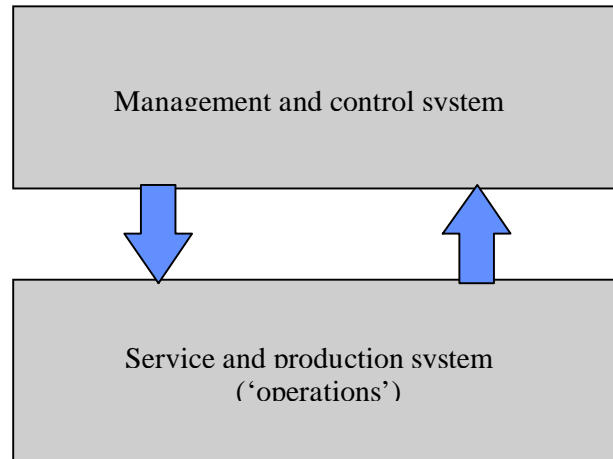 Management and control system
Service and production system
(‘operations’)